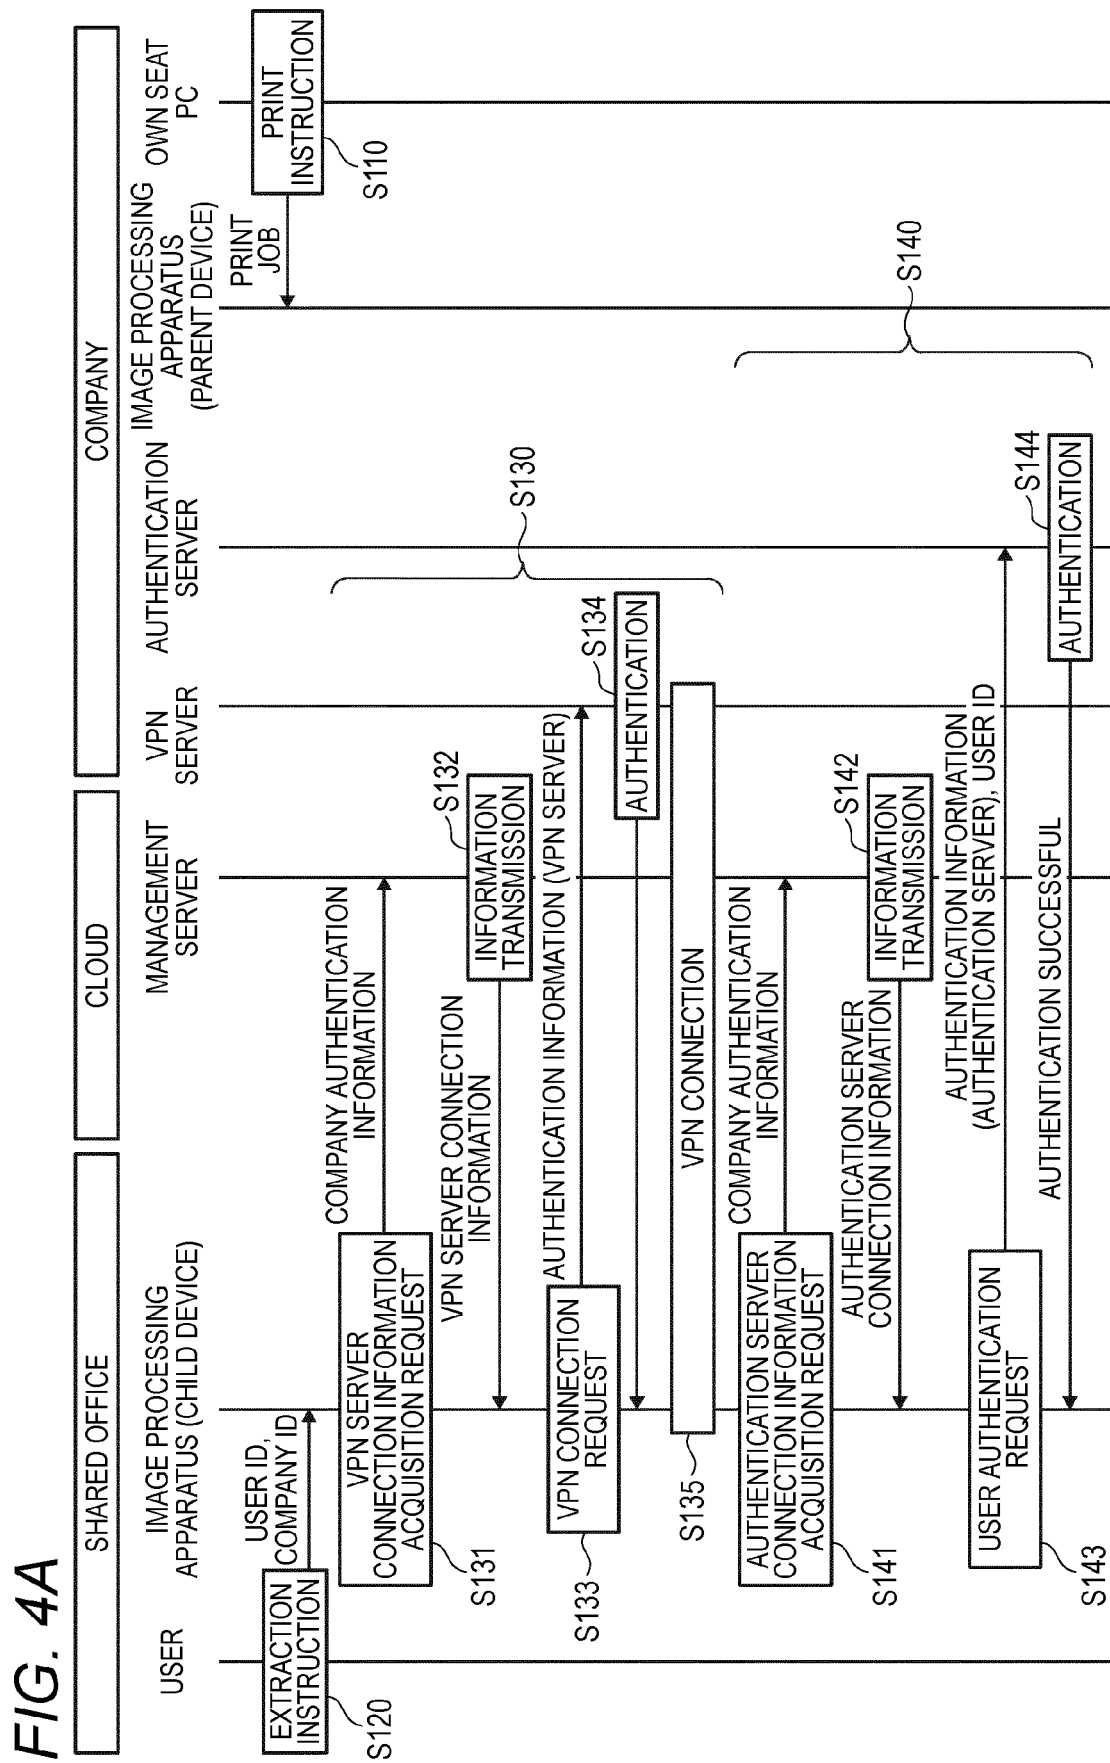 FIG. 4A
SHARED OFFICE
CLOUD
COMPANY
USER
IMAGE PROCESSING
APPARATUS (CHILD DEVICE)
MANAGEMENT
SERVER
VPN
SERVER
AUTHENTICATION
SERVER
IMAGE PROCESSING
APPARATUS
(PARENT DEVICE)
OWN SEAT
PC
PRINT
INSTRUCTION
S110
PRINT
JOB
EXTRACTION
INSTRUCTION
S120
USER ID,
COMPANY ID
VPN SERVER
CONNECTION INFORMATION
ACQUISITION REQUEST
S131
COMPANY AUTHENTICATION
INFORMATION
S130
INFORMATION
TRANSMISSION
S132
VPN SERVER CONNECTION
INFORMATION
VPN CONNECTION
REQUEST
S133
AUTHENTICATION INFORMATION (VPN SERVER)
AUTHENTICATION
S134
VPN CONNECTION
S135
AUTHENTICATION SERVER
CONNECTION INFORMATION
ACQUISITION REQUEST
S141
COMPANY AUTHENTICATION
INFORMATION
S140
INFORMATION
TRANSMISSION
S142
AUTHENTICATION SERVER
CONNECTION INFORMATION
USER AUTHENTICATION
REQUEST
S143
AUTHENTICATION INFORMATION
(AUTHENTICATION SERVER), USER ID
AUTHENTICATION
S144
AUTHENTICATION SUCCESSFUL